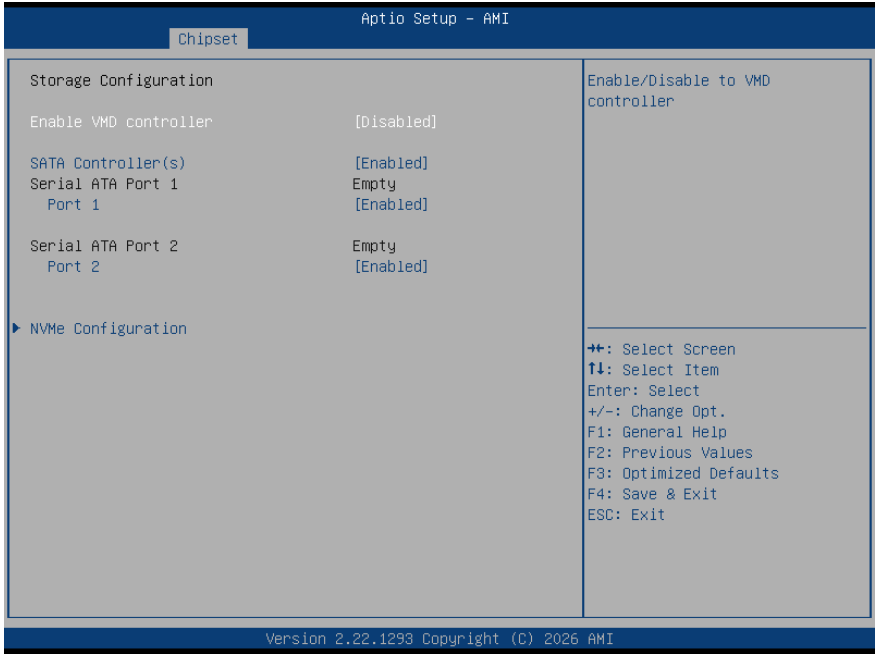 Aptio Setup – AMI
Chipset
Storage Configuration
Enable VMD controller [Disabled]
SATA Controller(s) [Enabled]
Serial ATA Port 1 Empty
Port 1 [Enabled]
Serial ATA Port 2 Empty
Port 2 [Enabled]
NVMe Configuration
Enable/Disable to VMD
controller
→←: Select Screen
↑↓: Select Item
Enter: Select
+/-: Change Opt.
F1: General Help
F2: Previous Values
F3: Optimized Defaults
F4: Save & Exit
ESC: Exit
Version 2.22.1293 Copyright (C) 2026 AMI